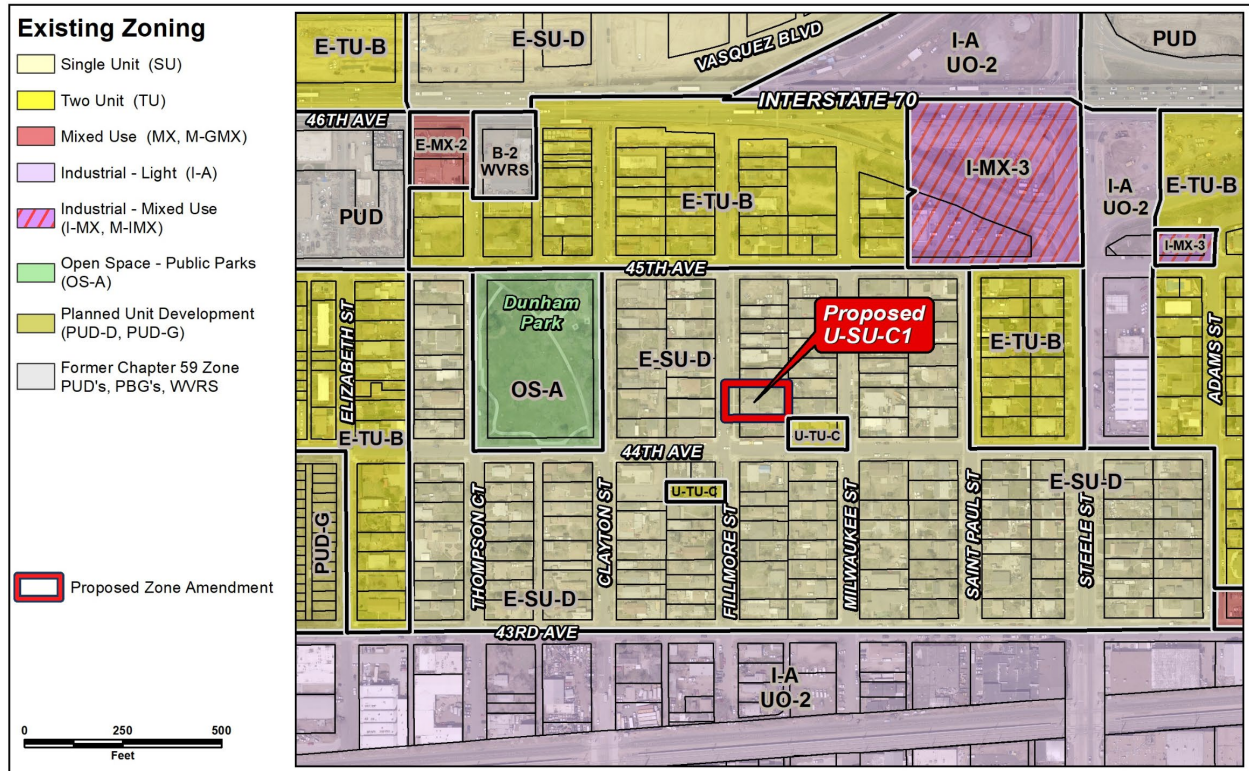 Existing Zoning
Single Unit (SU)
Two Unit (TU)
Mixed Use (MX, M-GMX)
Industrial - Light (I-A)
Industrial - Mixed Use
(I-MX, M-IMX)
Open Space - Public Parks
(OS-A)
Planned Unit Development
(PUD-D, PUD-G)
Former Chapter 59 Zone
PUD's, PBG's, WVRS
Proposed Zone Amendment
0 250 500
Feet
E-TU-B
E-SU-D
VASQUEZ BLVD
I-A
UO-2
PUD
INTERSTATE 70
46TH AVE
E-MX-2
B-2
WVRS
PUD
E-TU-B
I-MX-3
I-A
UO-2
E-TU-B
I-MX-3
45TH AVE
ELIZABETH ST
Dunham
Park
OS-A
E-SU-D
Proposed
U-SU-C1
E-TU-B
ADAMS ST
E-TU-B
U-TU-C
44TH AVE
U-TU-C
PUD-G
THOMPSON CT
CLAYTON ST
FILLMORE ST
MILWAUKEE ST
SAINT PAUL ST
STEELE ST
E-SU-D
E-SU-D
43RD AVE
I-A
UO-2